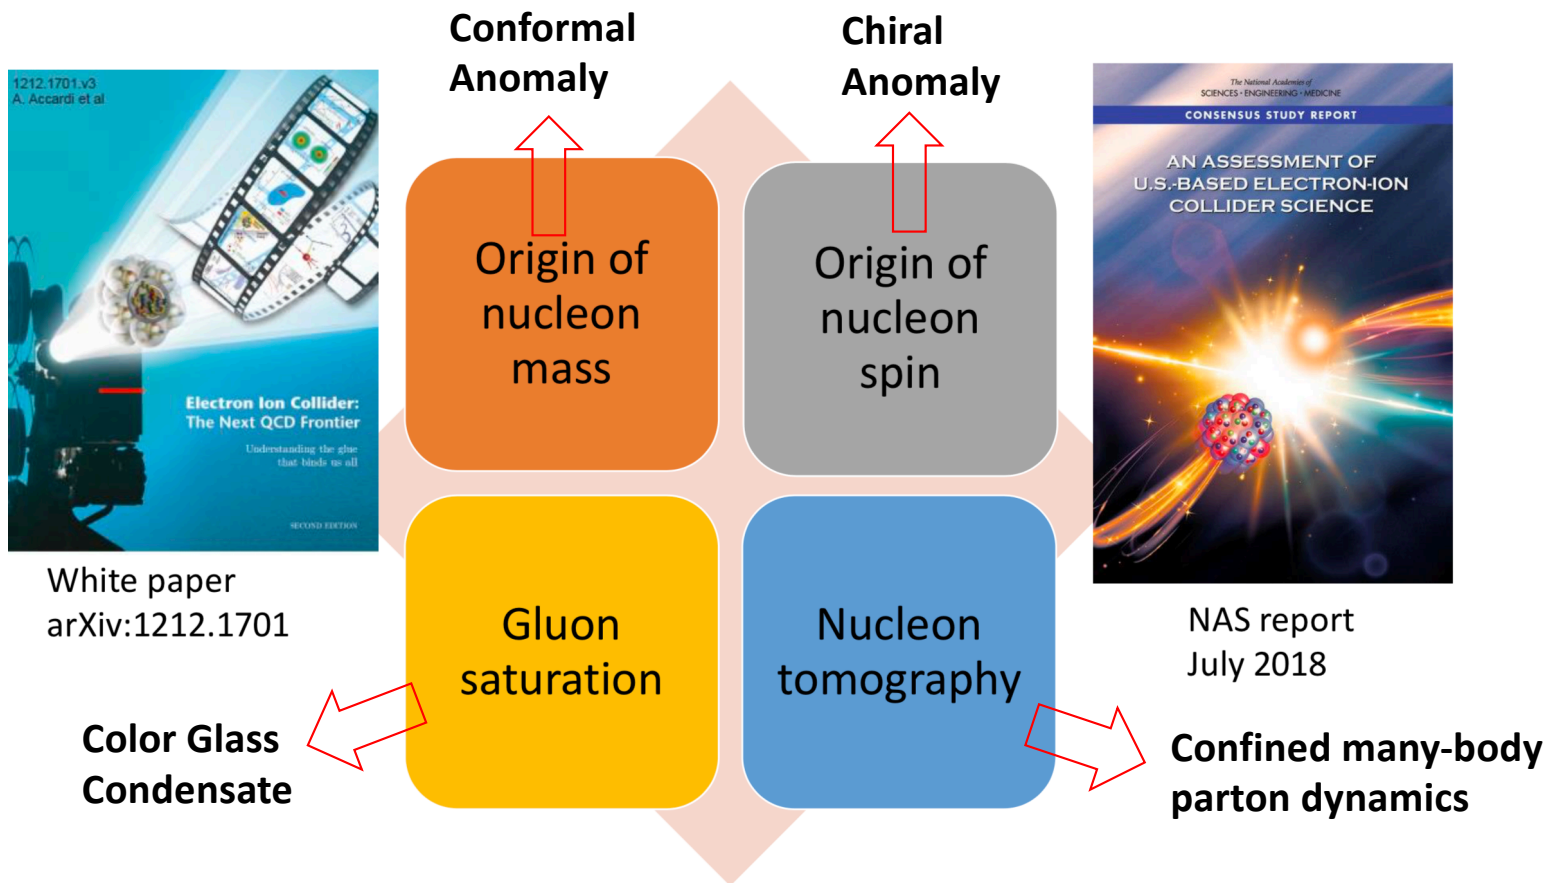 Conformal
Anomaly
Chiral
Anomaly
1212.1701.v3
A. Accardi et al
Electron Ion Collider:
The Next QCD Frontier
Understanding the glue
that binds us all
SECOND EDITION
White paper
arXiv:1212.1701
Origin of
nucleon
mass
Origin of
nucleon
spin
Gluon
saturation
Nucleon
tomography
The National Academies of
SCIENCES • ENGINEERING • MEDICINE
CONSENSUS STUDY REPORT
AN ASSESSMENT OF
U.S.-BASED ELECTRON-ION
COLLIDER SCIENCE
NAS report
July 2018
Color Glass
Condensate
Confined many-body
parton dynamics